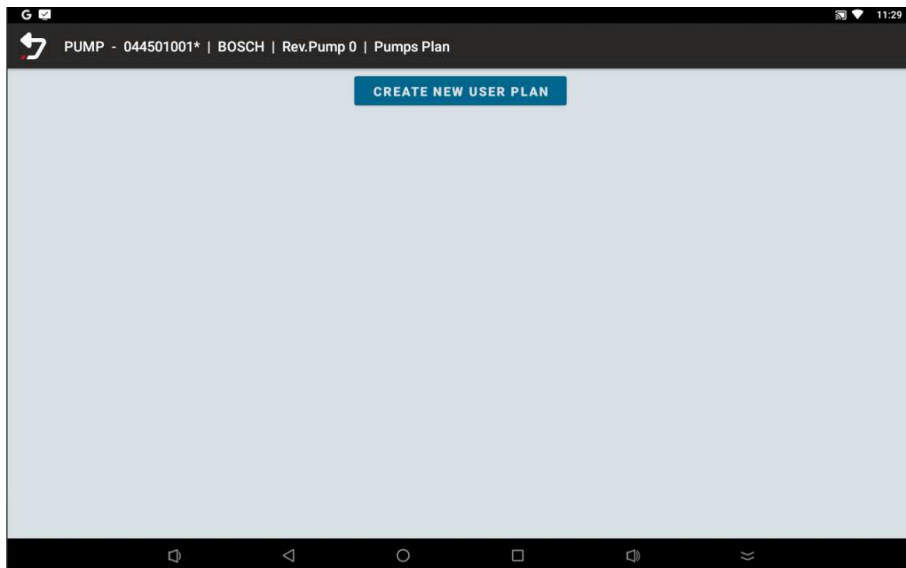 G 11:29
PUMP - 044501001* | BOSCH | Rev.Pump 0 | Pumps Plan
CREATE NEW USER PLAN